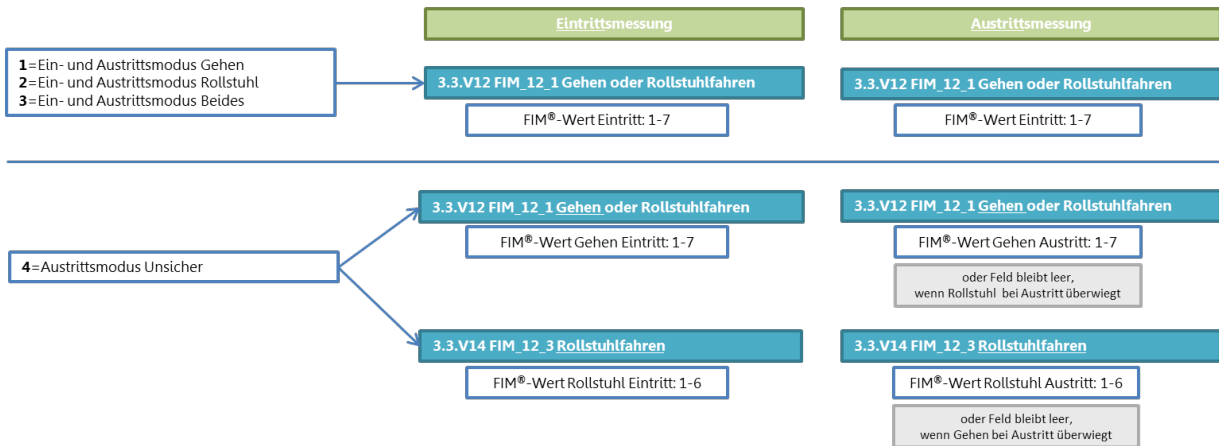 Eintrittsmessung
Austrittsmessung
1=Ein- und Austrittsmodus Gehen
2=Ein- und Austrittsmodus Rollstuhl
3=Ein- und Austrittsmodus Beides
3.3.V12 FIM_12_1 Gehen oder Rollstuhlfahren
3.3.V12 FIM_12_1 Gehen oder Rollstuhlfahren
FIM®-Wert Eintritt: 1-7
FIM®-Wert Eintritt: 1-7
3.3.V12 FIM_12_1 Gehen oder Rollstuhlfahren
3.3.V12 FIM_12_1 Gehen oder Rollstuhlfahren
FIM®-Wert Gehen Eintritt: 1-7
FIM®-Wert Gehen Austritt: 1-7
4=Austrittsmodus Unsicher
oder Feld bleibt leer,
wenn Rollstuhl bei Austritt überwiegt
3.3.V14 FIM_12_3 Rollstuhlfahren
3.3.V14 FIM_12_3 Rollstuhlfahren
FIM®-Wert Rollstuhl Eintritt: 1-6
FIM®-Wert Rollstuhl Austritt: 1-6
oder Feld bleibt leer,
wenn Gehen bei Austritt überwiegt